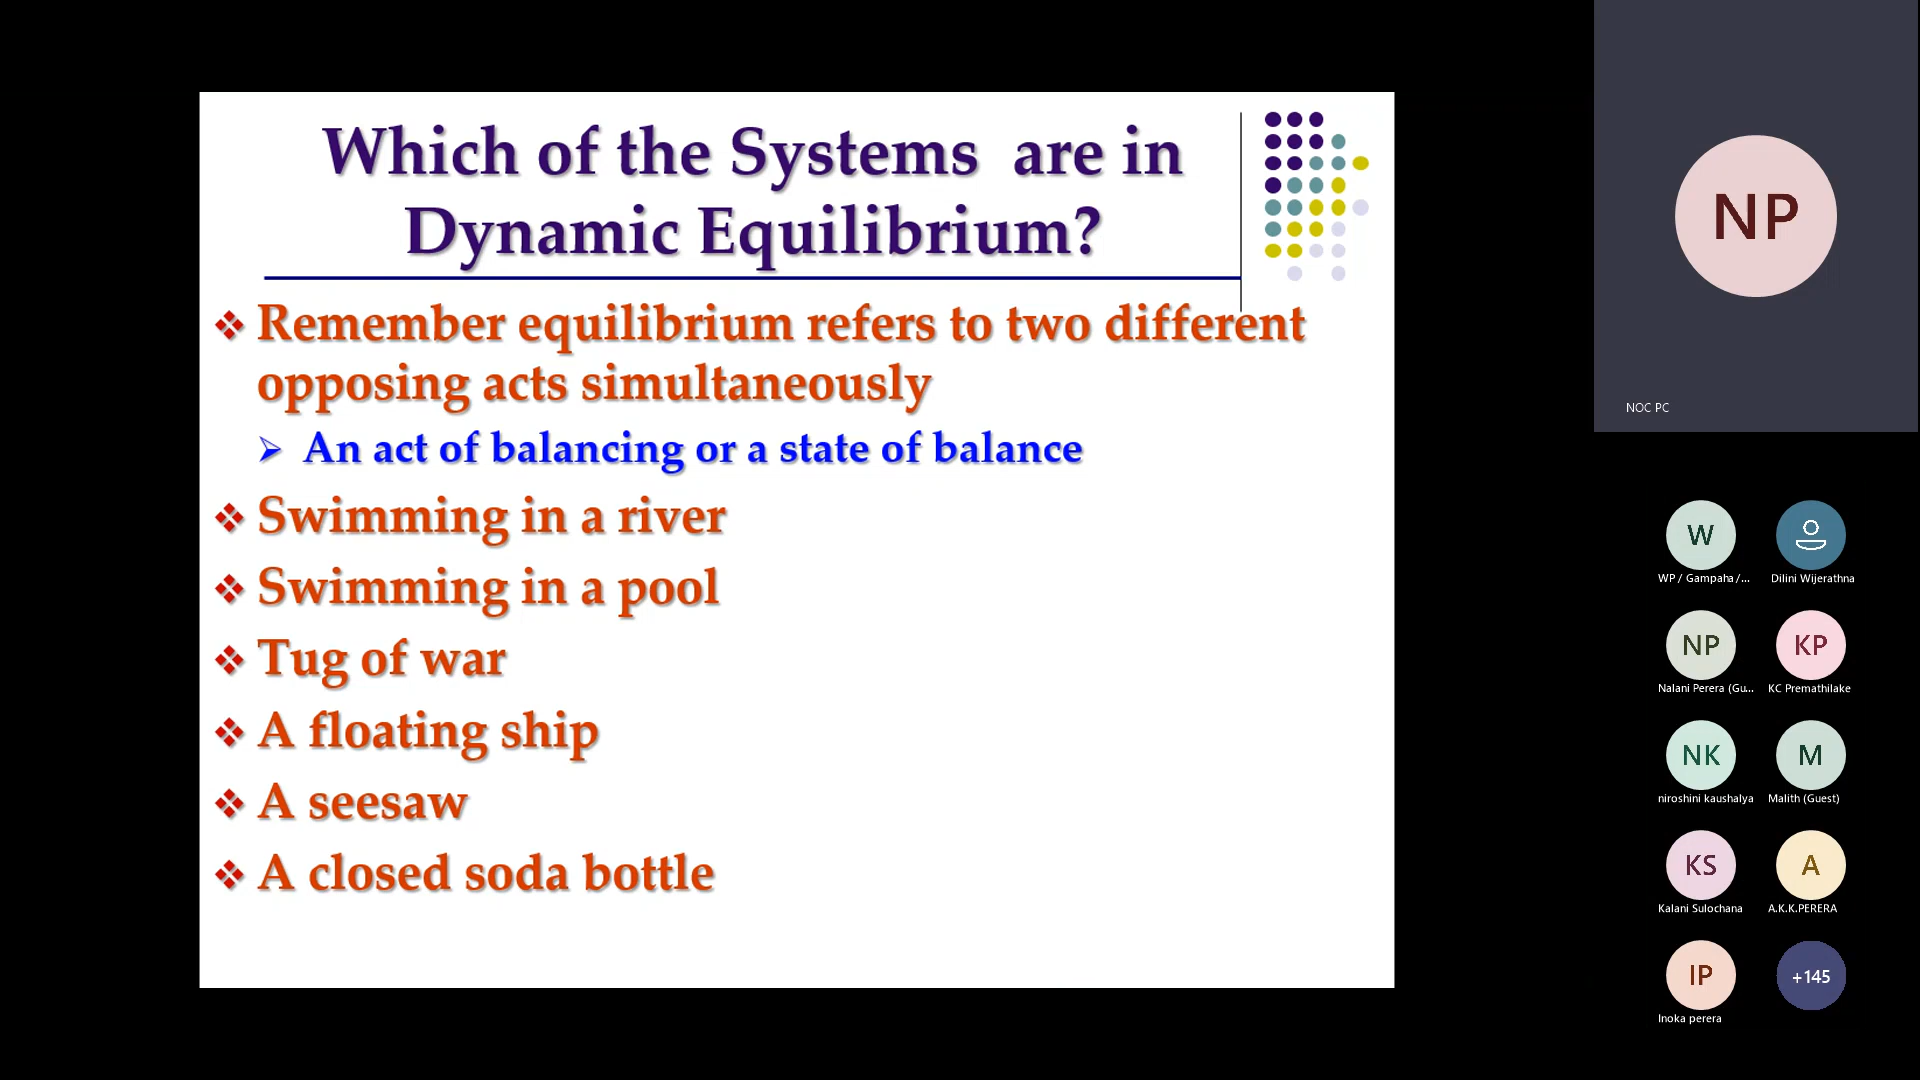 Which of the Systems are in
Dynamic Equilibrium?
Remember equilibrium refers to two different
opposing acts simultaneously
An act of balancing or a state of balance
Swimming in a river
Swimming in a pool
Tug of war
A floating ship
A seesaw
A closed soda bottle
NP
NOC PC
W
WP / Gampaha /...
Dilini Wijerathna
NP
KP
Nalani Perera (Gu...
KC Premathilake
NK
M
niroshini kaushalya
Malith (Guest)
KS
A
Kalani Sulochana
A.K.K.PERERA
IP
+145
Inoka perera